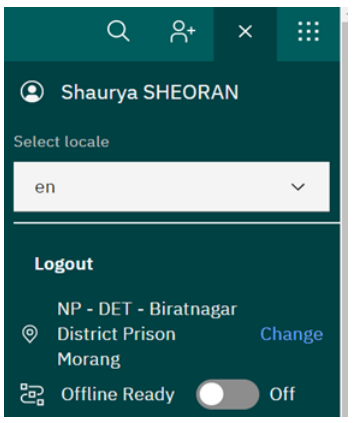 Shaurya SHEORAN
Select locale
en
Logout
NP - DET - Biratnagar
District Prison
Morang
Change
Offline Ready
Off